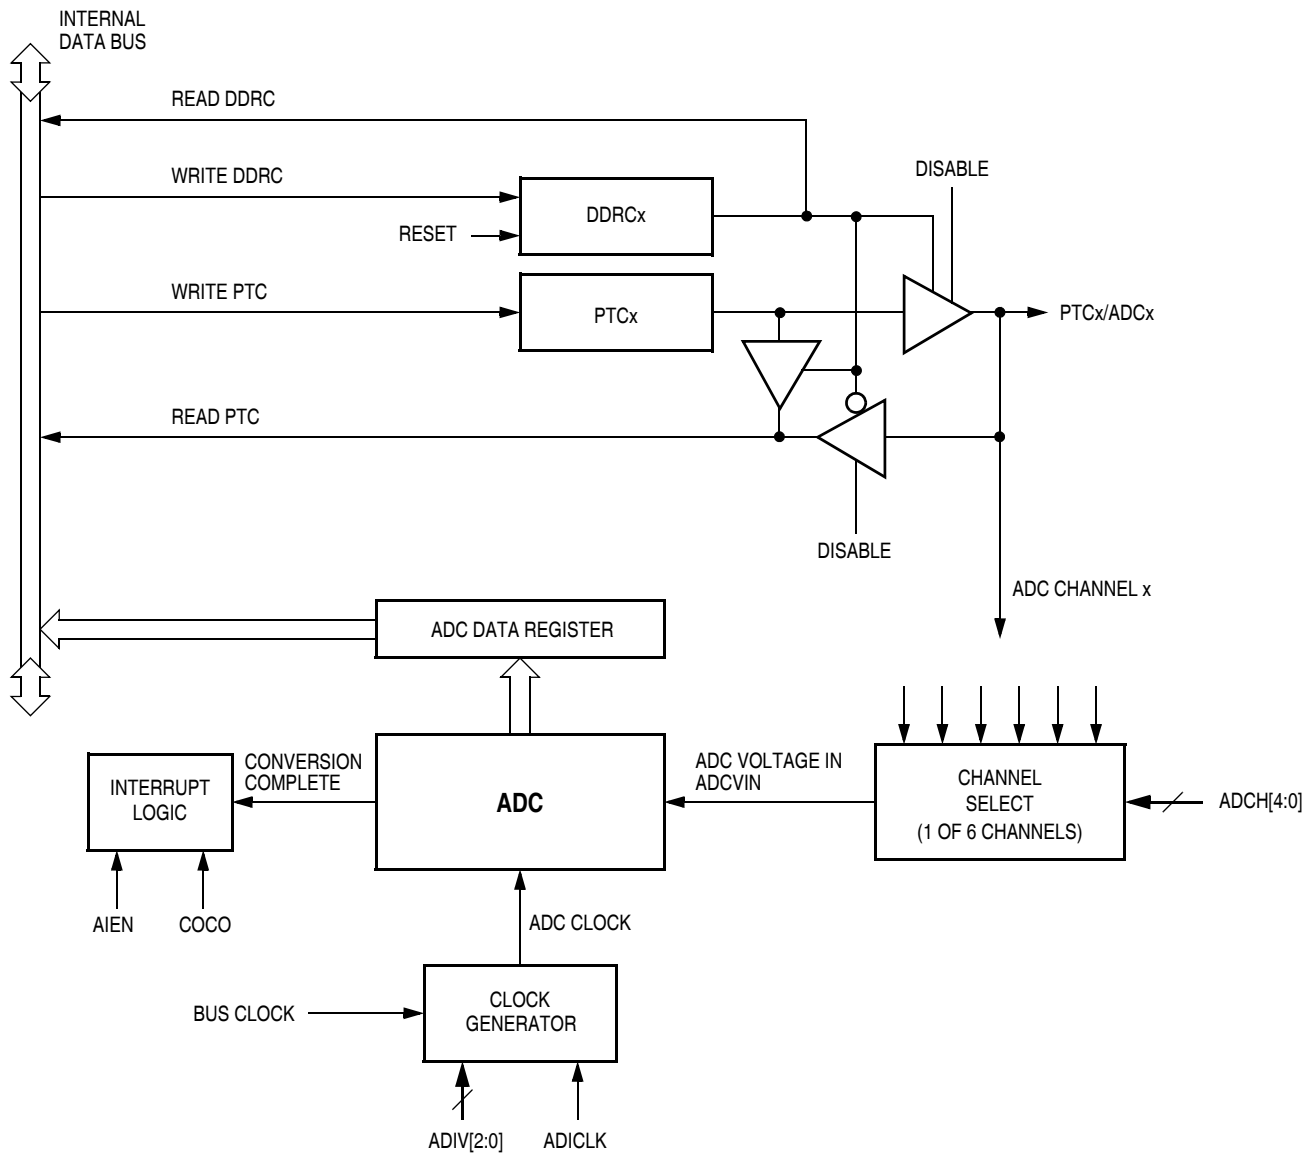 INTERNAL
DATA BUS
READ DDRC
WRITE DDRC
DISABLE
DDRCx
RESET
WRITE PTC
PTCx
PTCx/ADCx
READ PTC
DISABLE
ADC CHANNEL x
ADC DATA REGISTER
INTERRUPT
LOGIC
CONVERSION
COMPLETE
ADC
ADC VOLTAGE IN
ADCVIN
CHANNEL
SELECT
(1 OF 6 CHANNELS)
ADCH[4:0]
AIEN
COCO
ADC CLOCK
BUS CLOCK
CLOCK
GENERATOR
ADIV[2:0]
ADICLK